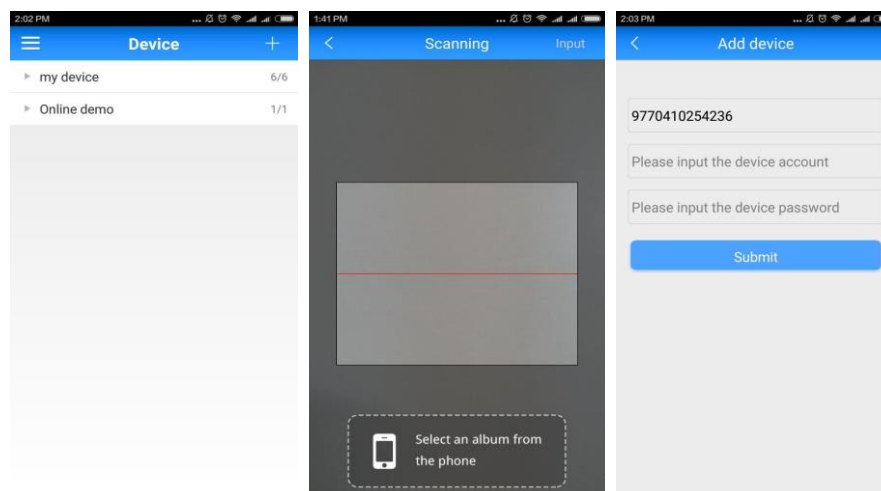 2:02 PM
Device
my device 6/6
Online demo 1/1
1:41 PM
Scanning Input
Select an album from
the phone
2:03 PM
Add device
9770410254236
Please input the device account
Please input the device password
Submit